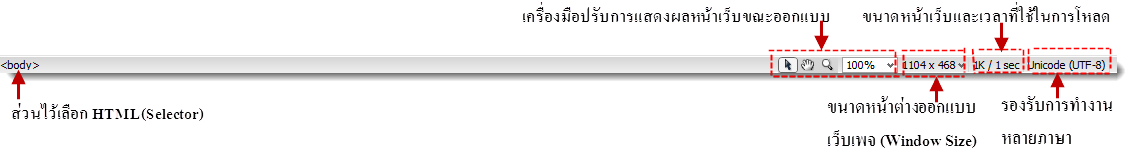 เครื่องมือปรับการแสดงผลหน้าเว็บขณะออกแบบ
ขนาดหน้าเว็บและเวลาที่ใช้ในการโหลด
<body>
100%
1104 x 468
1K / 1 sec
Unicode (UTF-8)
ส่วนไว้เลือก HTML(Selector)
ขนาดหน้าต่างออกแบบ
เว็บเพจ (Window Size)
รองรับการทำงาน
หลายภาษา